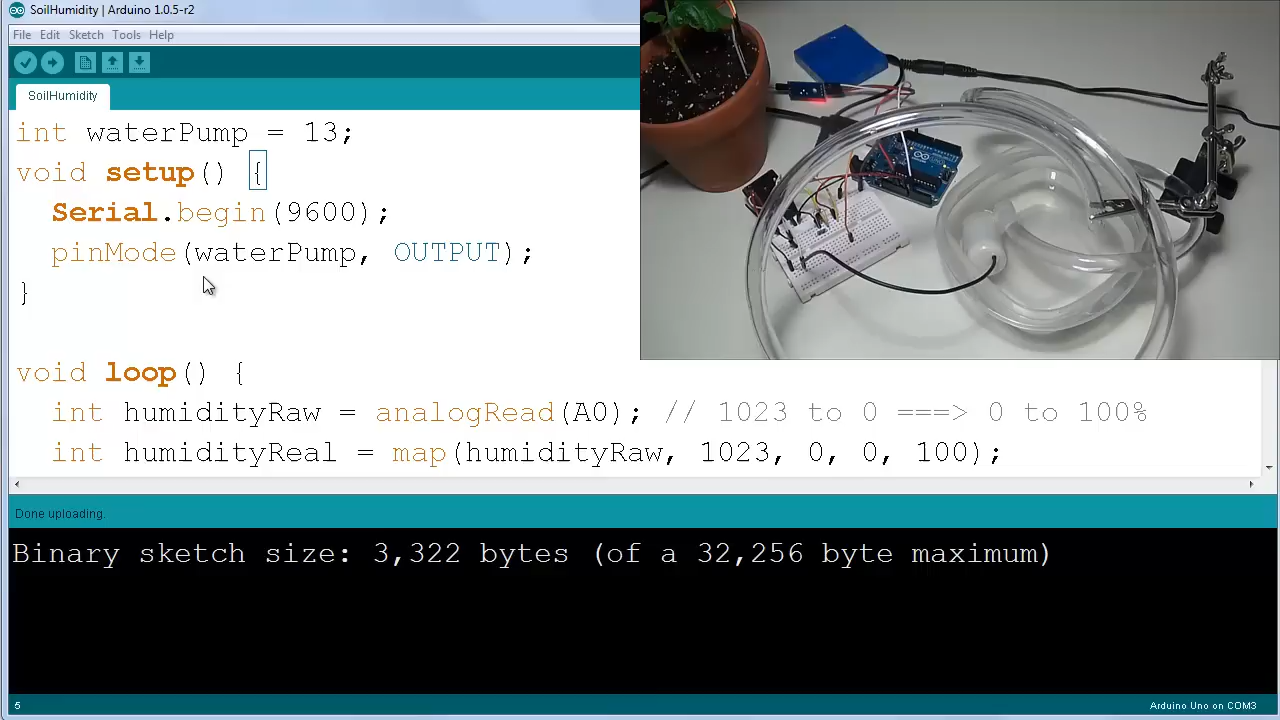 SoilHumidity | Arduino 1.0.5-r2
File Edit Sketch Tools Help
SoilHumidity
int waterPump = 13;
void setup() {
Serial.begin(9600);
pinMode(waterPump, OUTPUT);
}
void loop() {
int humidityRaw = analogRead(A0); // 1023 to 0 ===> 0 to 100%
int humidityReal = map(humidityRaw, 1023, 0, 0, 100);
Done uploading.
Binary sketch size: 3,322 bytes (of a 32,256 byte maximum)
5
Arduino Uno on COM3